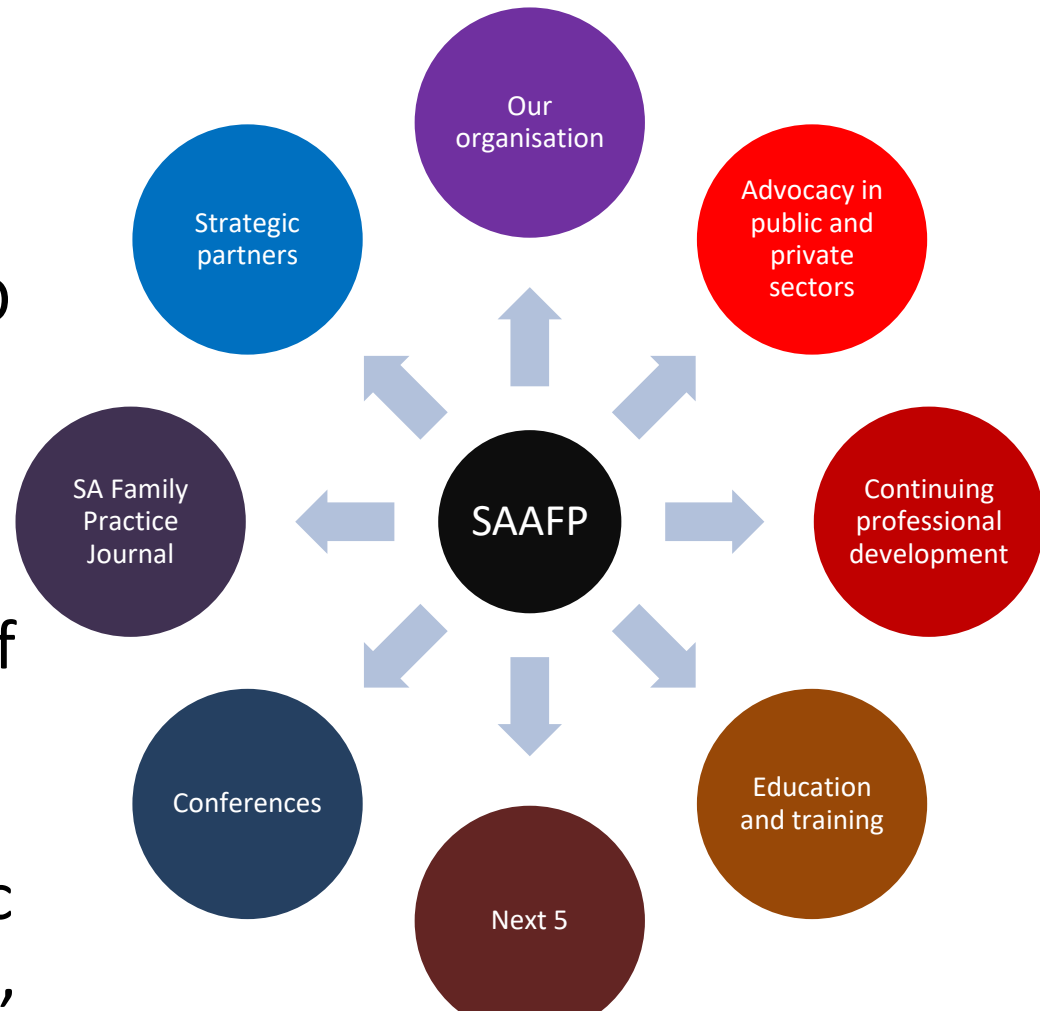 Our
organisation
Advocacy in
public and
private
sectors
Strategic
partners
SA Family
Practice
Journal
SAAFP
Continuing
professional
development
Conferences
Education
and training
Next 5
f
c
,